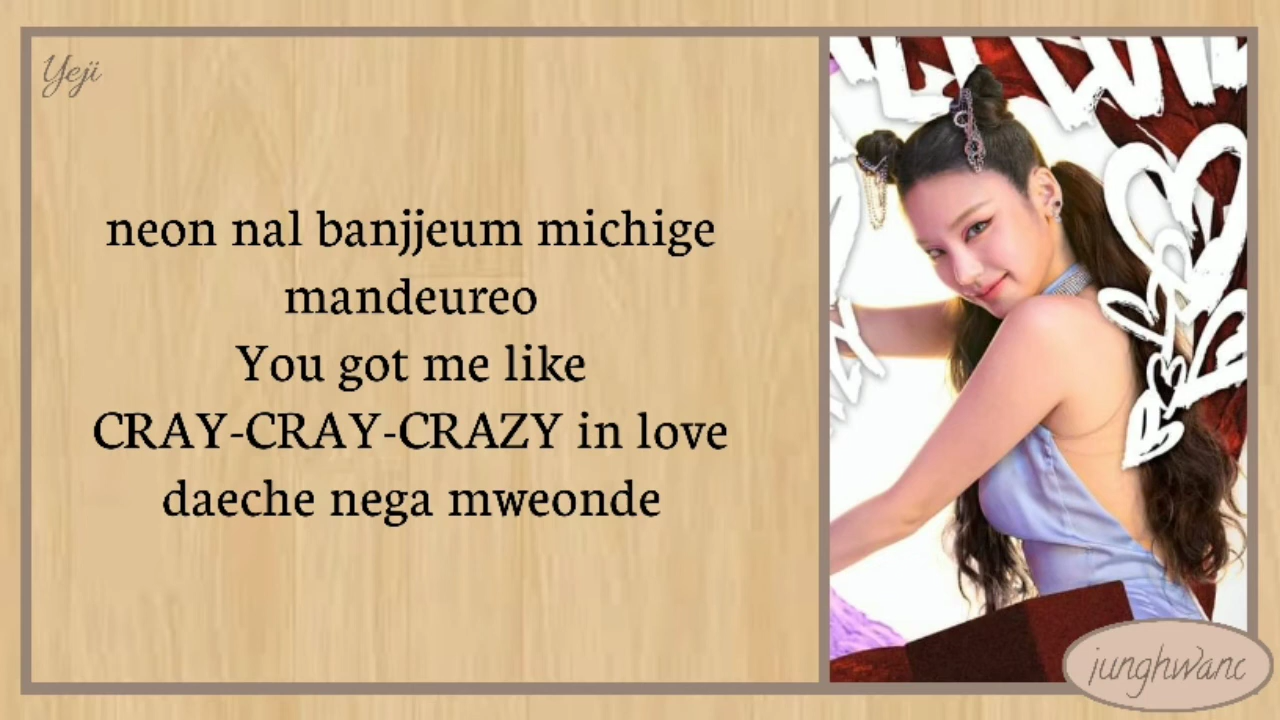 Yeji
neon nal banjjeum michige
mandeureo
You got me like
CRAY-CRAY-CRAZY in love
daeche nega mweonde
junghwanc